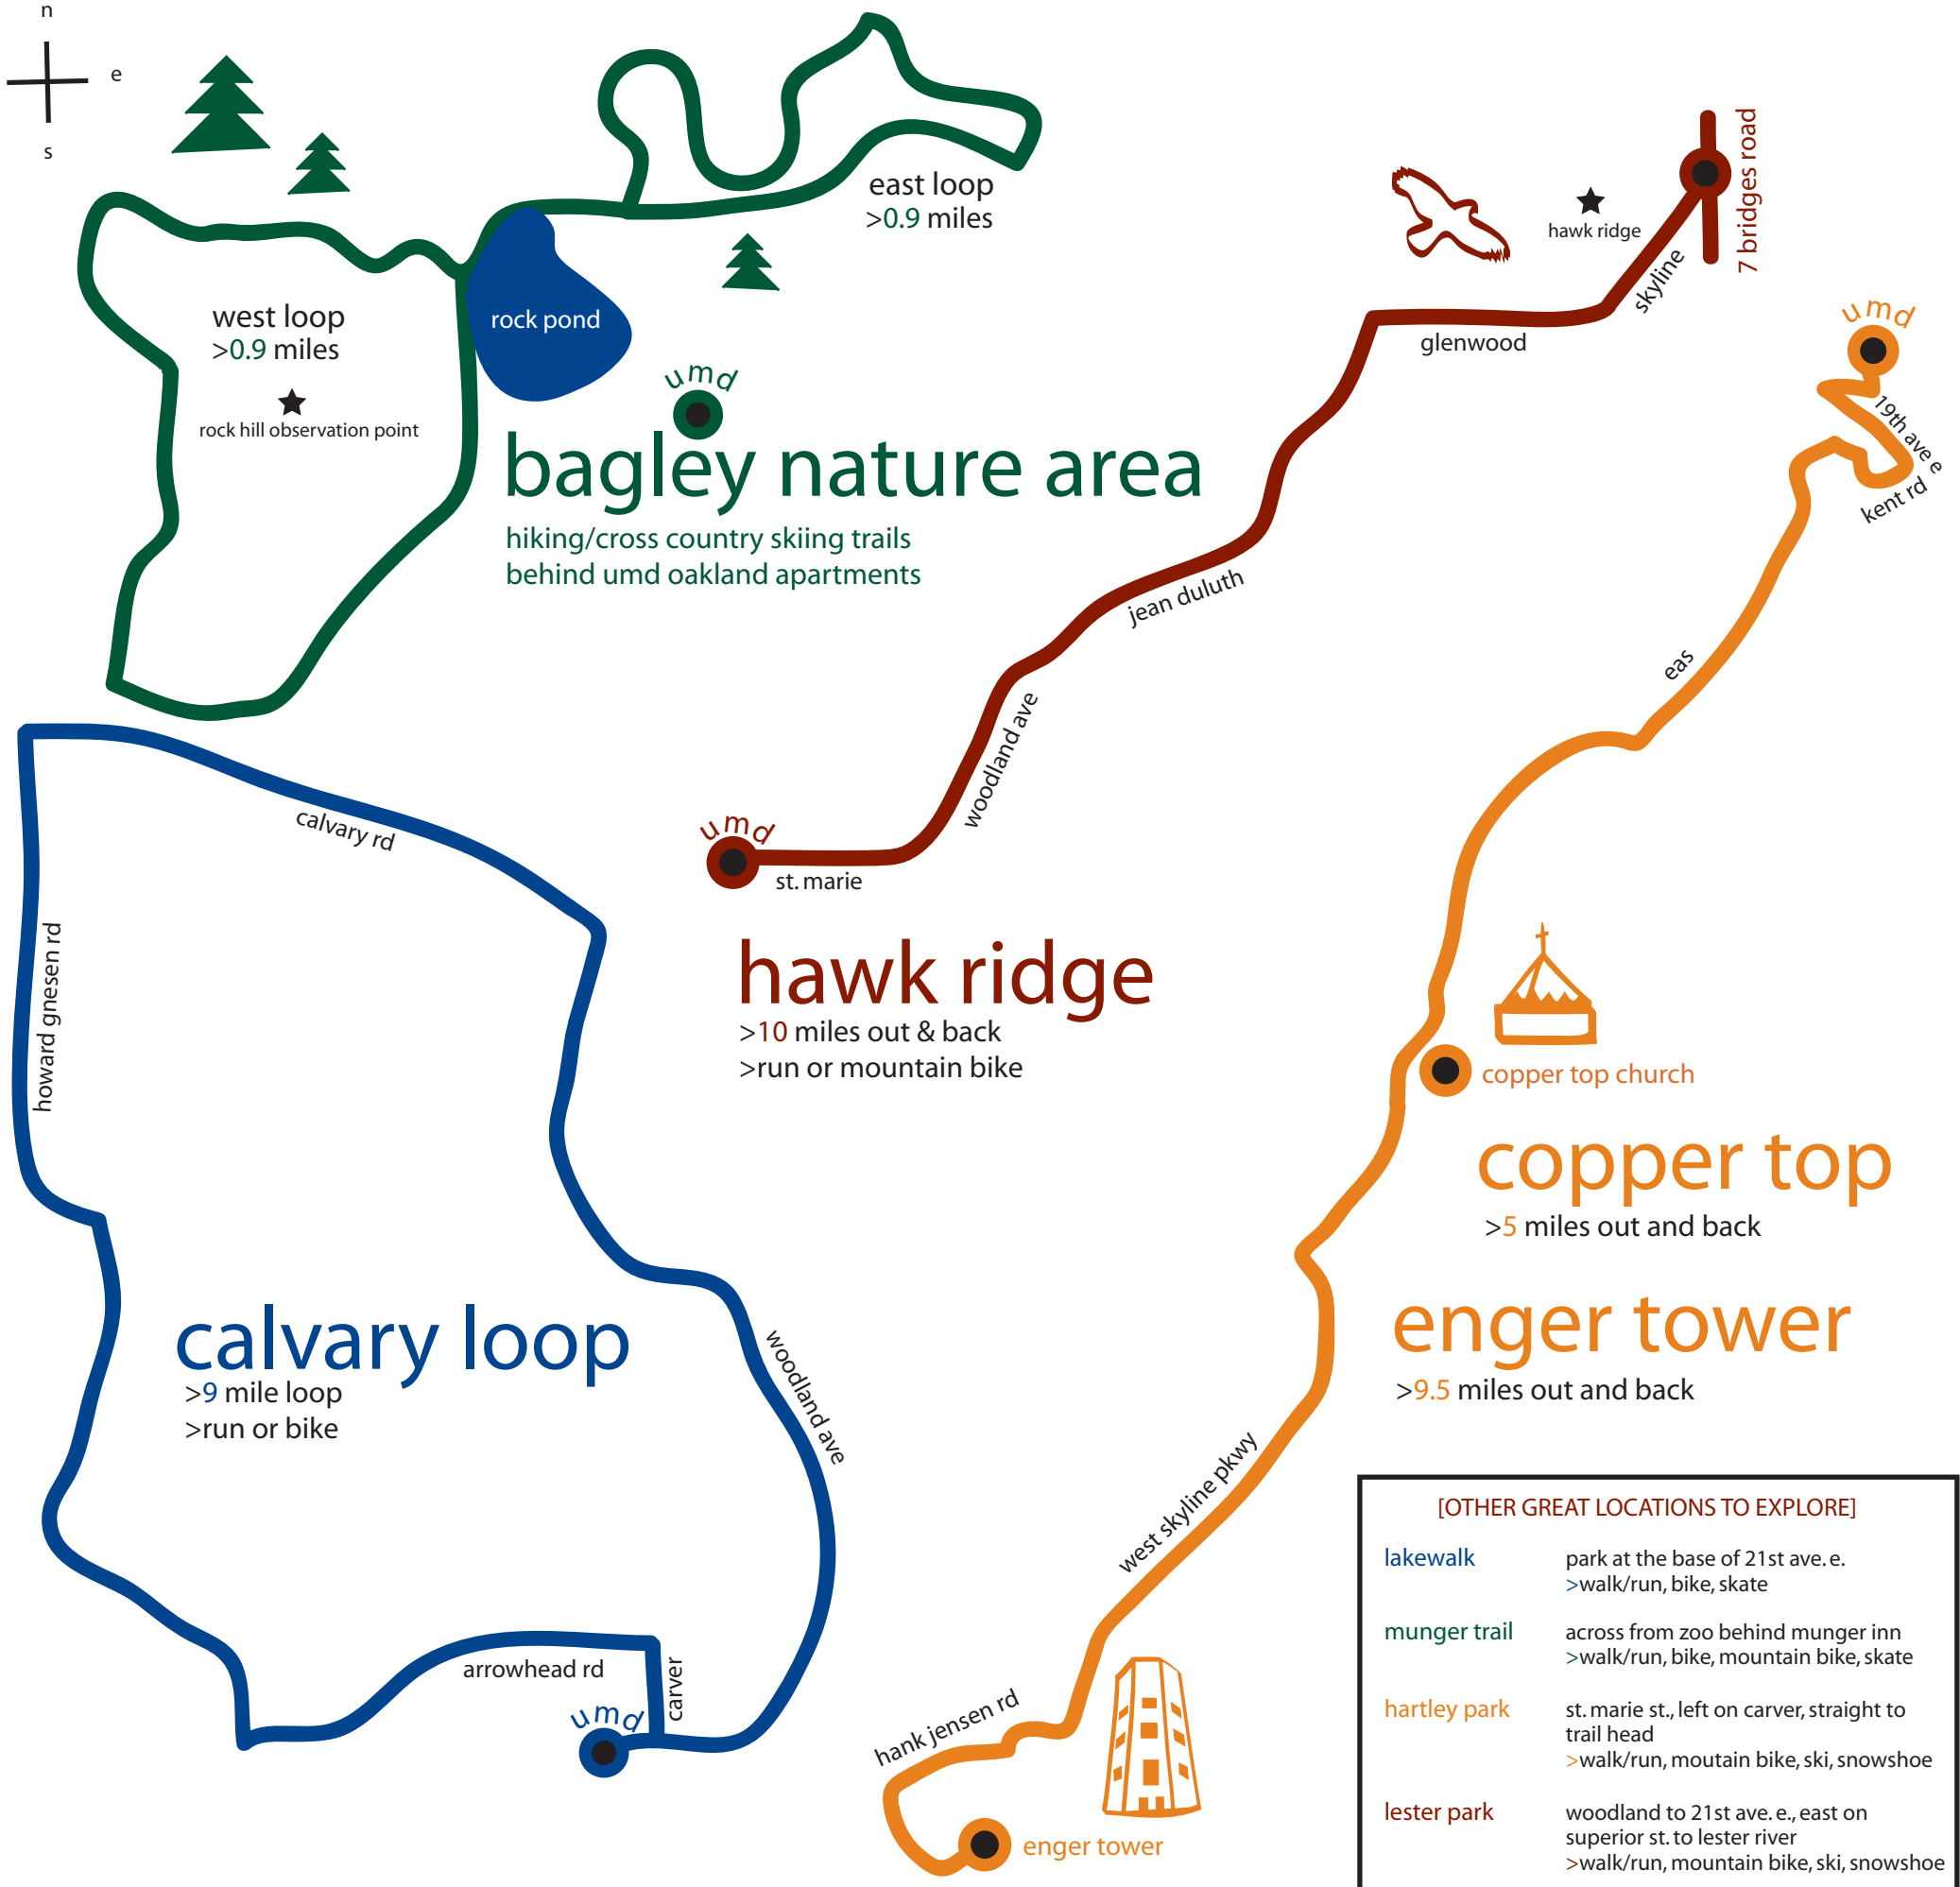 n
e
s
east loop
>0.9 miles
west loop
>0.9 miles
rock hill observation point
rock pond
umd
bagley nature area
hiking/cross country skiing trails
behind umd oakland apartments
7 bridges road
hawk ridge
skyline
glenwood
jean duluth
woodland ave
umd
st. marie
hawk ridge
>10 miles out & back
>run or mountain bike
umd
19th ave e
kent rd
eas
copper top church
copper top
>5 miles out and back
enger tower
>9.5 miles out and back
west skyline pkwy
hank jensen rd
enger tower
calvary rd
howard gnesen rd
calvary loop
>9 mile loop
>run or bike
woodland ave
arrowhead rd
carver
umd
[OTHER GREAT LOCATIONS TO EXPLORE]
lakewalk park at the base of 21st ave. e.
>walk/run, bike, skate
munger trail across from zoo behind munger inn
>walk/run, bike, mountain bike, skate
hartley park st. marie st., left on carver, straight to
trail head
>walk/run, moutain bike, ski, snowshoe
lester park woodland to 21st ave. e., east on
superior st. to lester river
>walk/run, mountain bike, ski, snowshoe